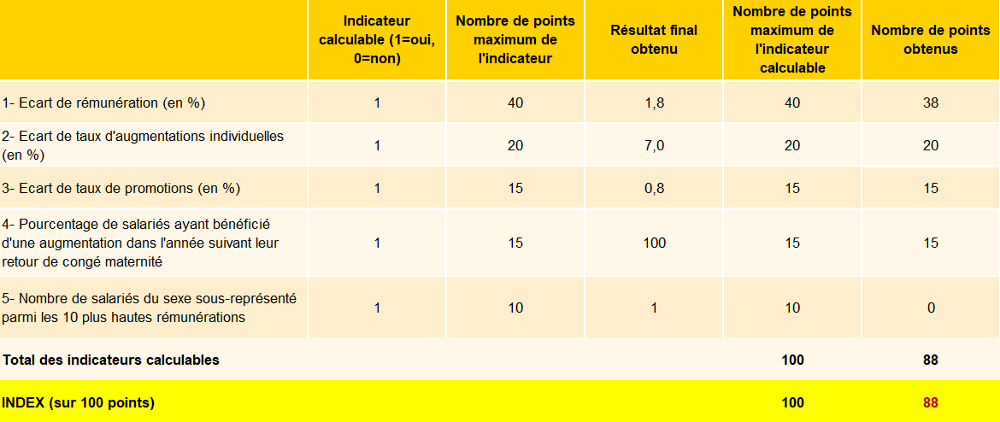 Indicateur calculable (1=oui, 0=non) Nombre de points maximum de l'indicateur Résultat final obtenu Nombre de points maximum de l'indicateur calculable Nombre de points obtenus
1- Ecart de rémunération (en %) 1 40 1,8 40 38
2- Ecart de taux d'augmentations individuelles
(en %) 1 20 7,0 20 20
3- Ecart de taux de promotions (en %) 1 15 0,8 15 15
4- Pourcentage de salariés ayant bénéficié
d'une augmentation dans l'année suivant leur
retour de congé maternité 1 15 100 15 15
5- Nombre de salariés du sexe sous-représenté
parmi les 10 plus hautes rémunérations 1 10 1 10 0
Total des indicateurs calculables 100 88
INDEX (sur 100 points) 100 88